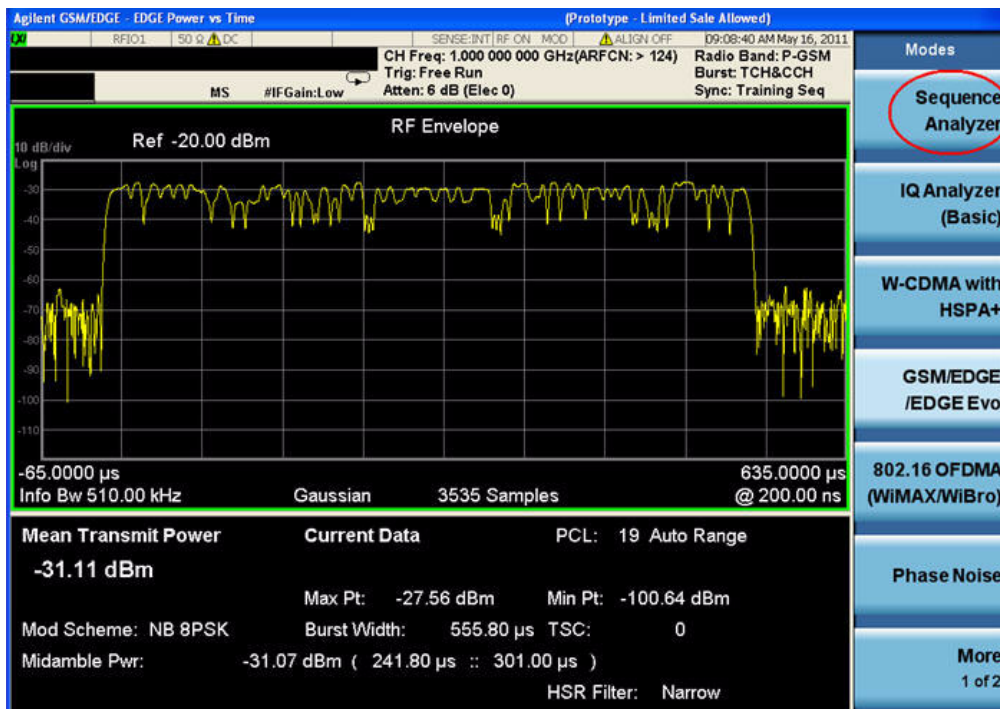 Agilent GSM/EDGE - EDGE Power vs Time (Prototype - Limited Sale Allowed)
LXI RFIO1 50 Ω DC SENSE:INT RF ON MOD ALIGN OFF 09:08:40 AM May 16, 2011
CH Freq: 1.000 000 000 GHz(ARFCN: > 124) Radio Band: P-GSM
Trig: Free Run Burst: TCH&CCH
MS #IFGain:Low Atten: 6 dB (Elec 0) Sync: Training Seq
RF Envelope
10 dB/div Ref -20.00 dBm
Log
-30
-40
-50
-60
-70
-80
-90
-100
-110
-65.0000 µs 635.0000 µs
Info Bw 510.00 kHz Gaussian 3535 Samples @ 200.00 ns
Mean Transmit Power Current Data PCL: 19 Auto Range
-31.11 dBm
Max Pt: -27.56 dBm Min Pt: -100.64 dBm
Mod Scheme: NB 8PSK Burst Width: 555.80 µs TSC: 0
Midamble Pwr: -31.07 dBm ( 241.80 µs :: 301.00 µs )
HSR Filter: Narrow
Modes
Sequence
Analyzer
IQ Analyzer
(Basic)
W-CDMA with
HSPA+
GSM/EDGE
/EDGE Evo
802.16 OFDMA
(WiMAX/WiBro)
Phase Noise
More
1 of 2